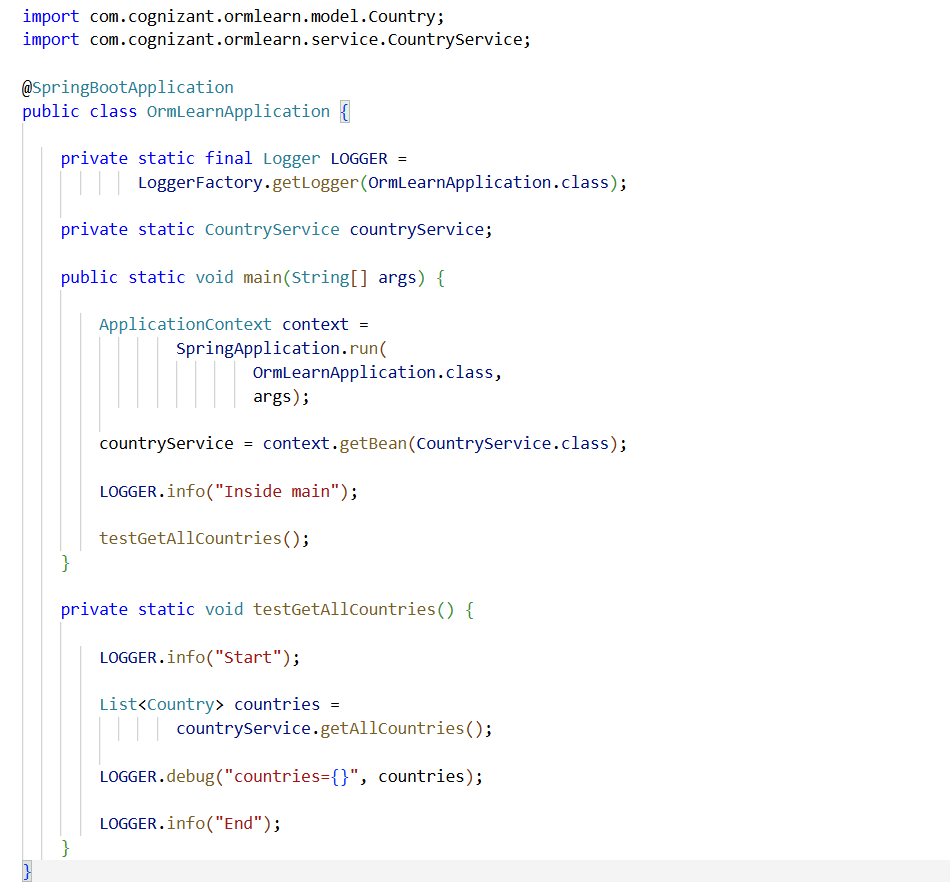 import com.cognizant.ormlearn.model.Country;
import com.cognizant.ormlearn.service.CountryService;

@SpringBootApplication
public class OrmLearnApplication {

    private static final Logger LOGGER =
            LoggerFactory.getLogger(OrmLearnApplication.class);

    private static CountryService countryService;

    public static void main(String[] args) {

        ApplicationContext context =
                SpringApplication.run(
                        OrmLearnApplication.class,
                        args);

        countryService = context.getBean(CountryService.class);

        LOGGER.info("Inside main");

        testGetAllCountries();
    }

    private static void testGetAllCountries() {

        LOGGER.info("Start");

        List<Country> countries =
                countryService.getAllCountries();

        LOGGER.debug("countries={}", countries);

        LOGGER.info("End");
    }
}